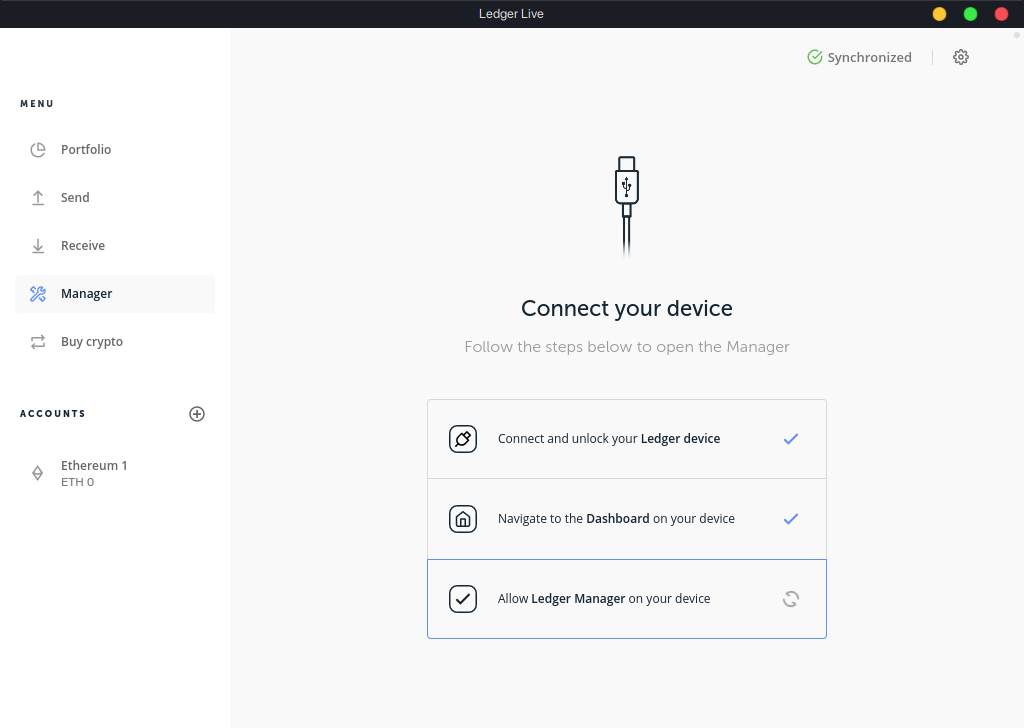 Ledger Live
Synchronized
MENU
Portfolio
Send
Receive
Manager
Buy crypto
ACCOUNTS
Ethereum 1
ETH 0
Connect your device
Follow the steps below to open the Manager
Connect and unlock your Ledger device
Navigate to the Dashboard on your device
Allow Ledger Manager on your device